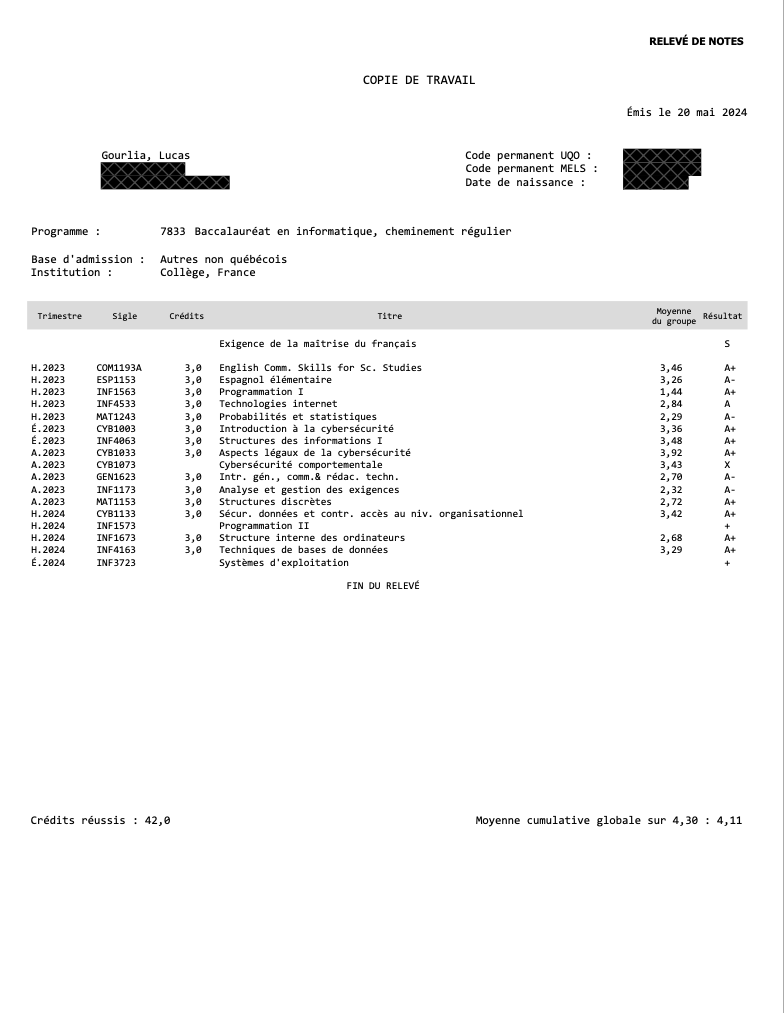 RELEVÉ DE NOTES
COPIE DE TRAVAIL
Émis le 20 mai 2024
Gourlia, Lucas
Code permanent UQO :
Code permanent MELS :
Date de naissance :
Programme : 7833 Baccalauréat en informatique, cheminement régulier
Base d'admission : Autres non québécois
Institution : Collège, France
Trimestre Sigle Crédits Titre Moyenne du groupe Résultat
Exigence de la maîtrise du français S
H.2023 COM1193A 3,0 English Comm. Skills for Sc. Studies 3,46 A+
H.2023 ESP1153 3,0 Espagnol élémentaire 3,26 A-
H.2023 INF1563 3,0 Programmation I 1,44 A+
H.2023 INF4533 3,0 Technologies internet 2,84 A
H.2023 MAT1243 3,0 Probabilités et statistiques 2,29 A-
É.2023 CYB1003 3,0 Introduction à la cybersécurité 3,36 A+
É.2023 INF4063 3,0 Structures des informations I 3,48 A+
A.2023 CYB1033 3,0 Aspects légaux de la cybersécurité 3,92 A+
A.2023 CYB1073 Cybersécurité comportementale 3,43 X
A.2023 GEN1623 3,0 Intr. gén., comm.& rédac. techn. 2,70 A-
A.2023 INF1173 3,0 Analyse et gestion des exigences 2,32 A-
A.2023 MAT1153 3,0 Structures discrètes 2,72 A+
H.2024 CYB1133 3,0 Sécur. données et contr. accès au niv. organisationnel 3,42 A+
H.2024 INF1573 Programmation II +
H.2024 INF1673 3,0 Structure interne des ordinateurs 2,68 A+
H.2024 INF4163 3,0 Techniques de bases de données 3,29 A+
É.2024 INF3723 Systèmes d'exploitation +
FIN DU RELEVÉ
Crédits réussis : 42,0 Moyenne cumulative globale sur 4,30 : 4,11